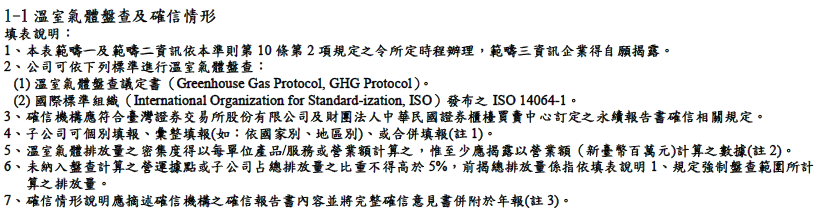 1-1 溫室氣體盤查及確信情形
填表說明：
1、本表範疇一及範疇二資訊依本準則第 10 條第 2 項規定之令所定時程辦理，範疇三資訊企業得自願揭露。
2、公司可依下列標準進行溫室氣體盤查：
(1) 溫室氣體盤查議定書（Greenhouse Gas Protocol, GHG Protocol）。
(2) 國際標準組織（International Organization for Standard-ization, ISO）發布之 ISO 14064-1。
3、確信機構應符合臺灣證券交易所股份有限公司及財團法人中華民國證券櫃檯買賣中心訂定之永續報告書確信相關規定。
4、子公司可個別填報、彙整填報(如：依國家別、地區別)、或合併填報(註 1)。
5、溫室氣體排放量之密集度得以每單位產品/服務或營業額計算之，惟至少應揭露以營業額（新臺幣百萬元)計算之數據(註 2)。
6、未納入盤查計算之營運據點或子公司占總排放量之比重不得高於 5%，前揭總排放量係指依填表說明 1、規定強制盤查範圍所計
算之排放量。
7、確信情形說明應摘述確信機構之確信報告書內容並將完整確信意見書併附於年報(註 3)。